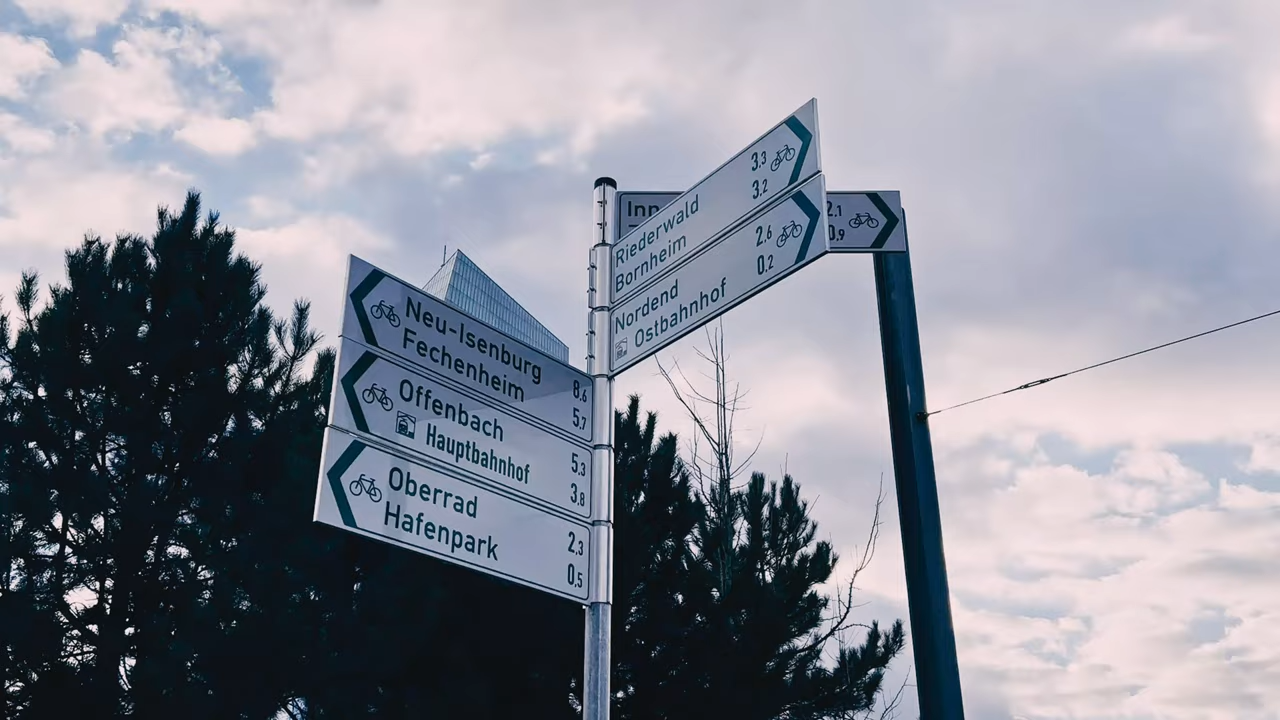 Neu-Isenburg 8.6
Fechenheim 5.7
Offenbach 5.3
Hauptbahnhof 3.8
Oberrad 2.3
Hafenpark 0.5
Riederwald 3.3
Bornheim 3.2
Nordend 2.6
Ostbahnhof 0.2
Inn 2.1
0.9